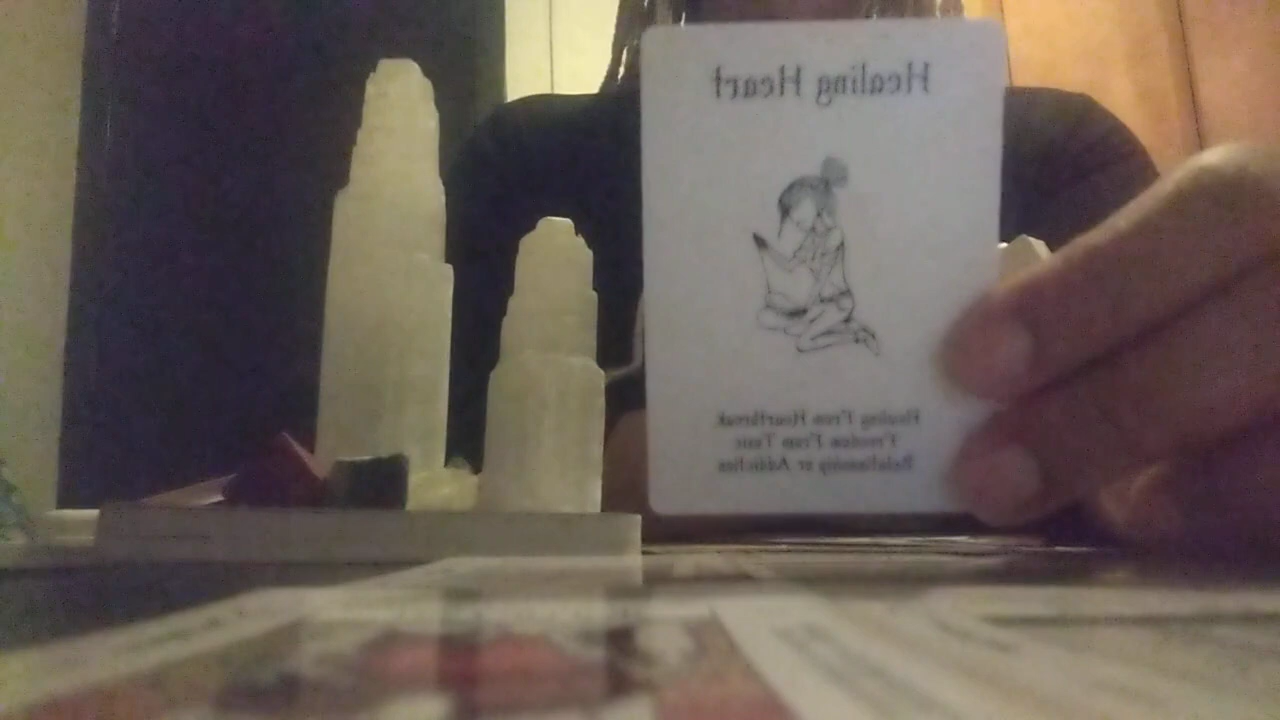 Healing Heart
Healing From Heartbreak
Freedom From Toxic
Relationship or Addiction